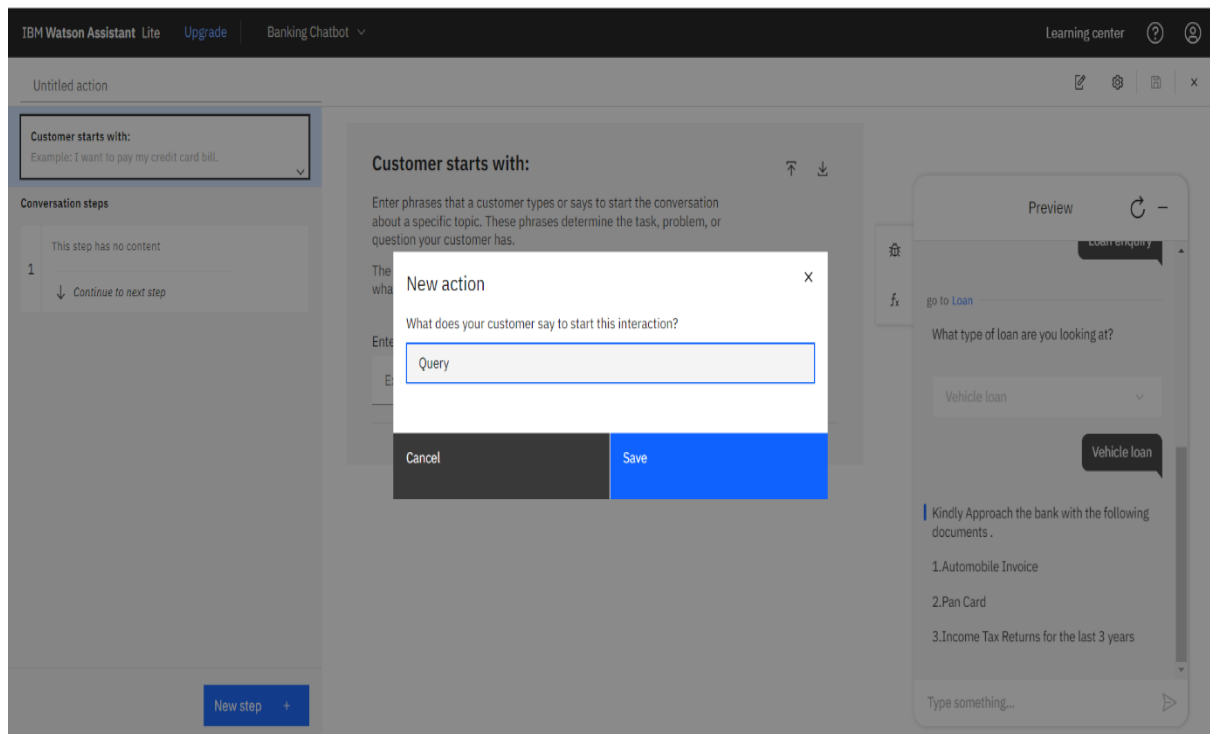 IBM Watson Assistant Lite Upgrade Banking Chatbot Learning center
Untitled action
Customer starts with:
Example: I want to pay my credit card bill.
Conversation steps
This step has no content
1
Continue to next step
New step +
Customer starts with:
Enter phrases that a customer types or says to start the conversation
about a specific topic. These phrases determine the task, problem, or
question your customer has.
The
wha
Ente
New action
What does your customer say to start this interaction?
Query
Cancel Save
Preview
Loan enquiry
go to Loan
What type of loan are you looking at?
Vehicle loan
Vehicle loan
Kindly Approach the bank with the following
documents .
1.Automobile Invoice
2.Pan Card
3.Income Tax Returns for the last 3 years
Type something...